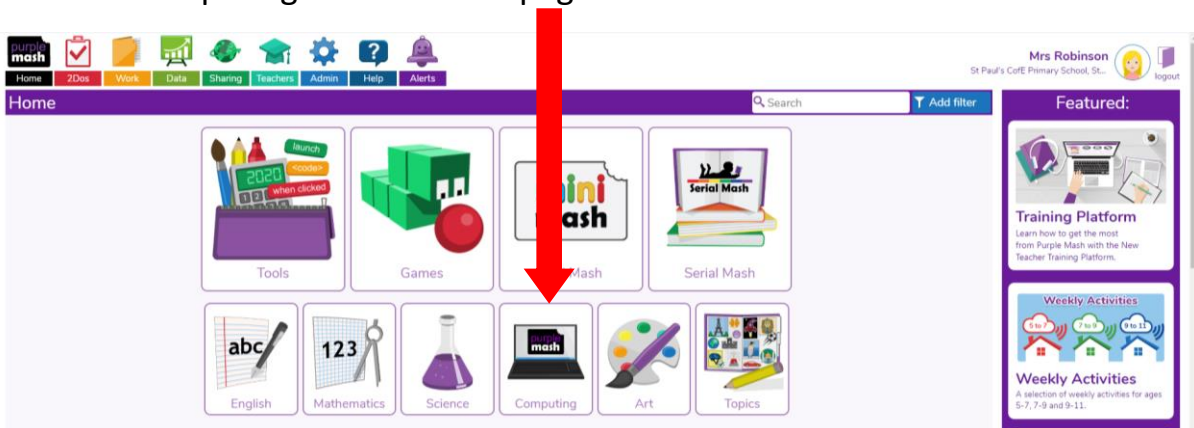 purple
mash
Home
2Dos
Work
Data
Sharing
Teachers
Admin
Help
Alerts
Mrs Robinson
St Paul's CofE Primary School, St...
logout
Home
Search
Add filter
Featured:
launch
<code>
when clicked
2020
Tools
Games
Serial Mash
Serial Mash
Training Platform
Learn how to get the most
from Purple Mash with the New
Teacher Training Platform.
abc
English
123
Mathematics
Science
purple
mash
Computing
Art
Topics
Weekly Activities
5 to 7
7 to 9
9 to 11
Weekly Activities
A selection of weekly activities for ages
5-7, 7-9 and 9-11.